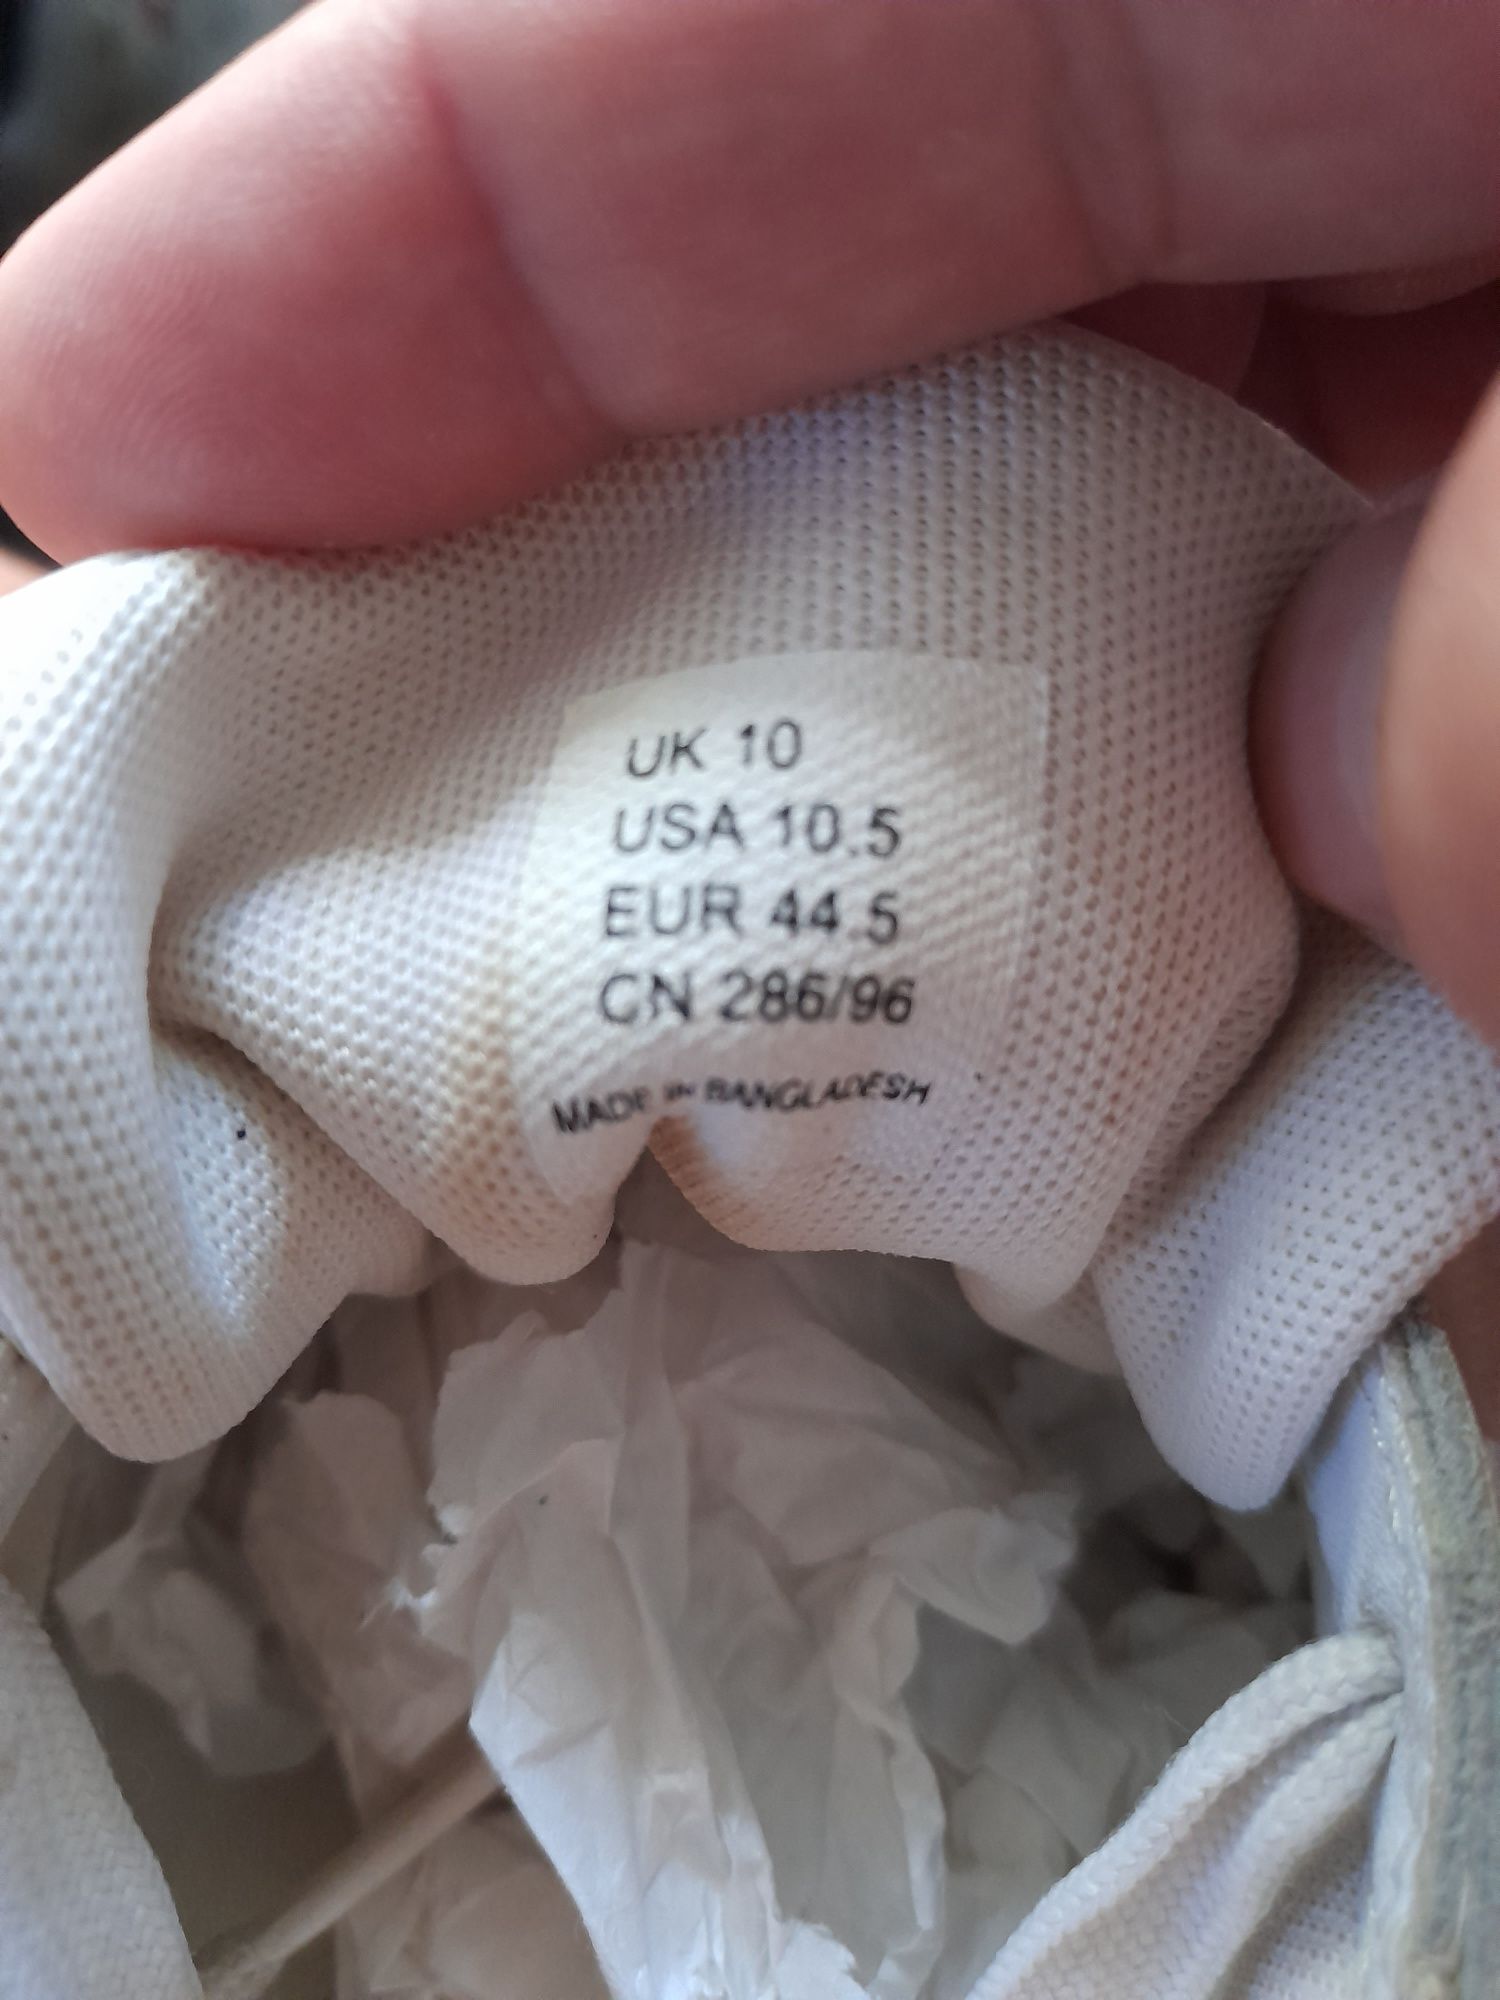 UK 10
USA 10.5
EUR 44.5
CN 286/96
MADE IN BANGLADESH